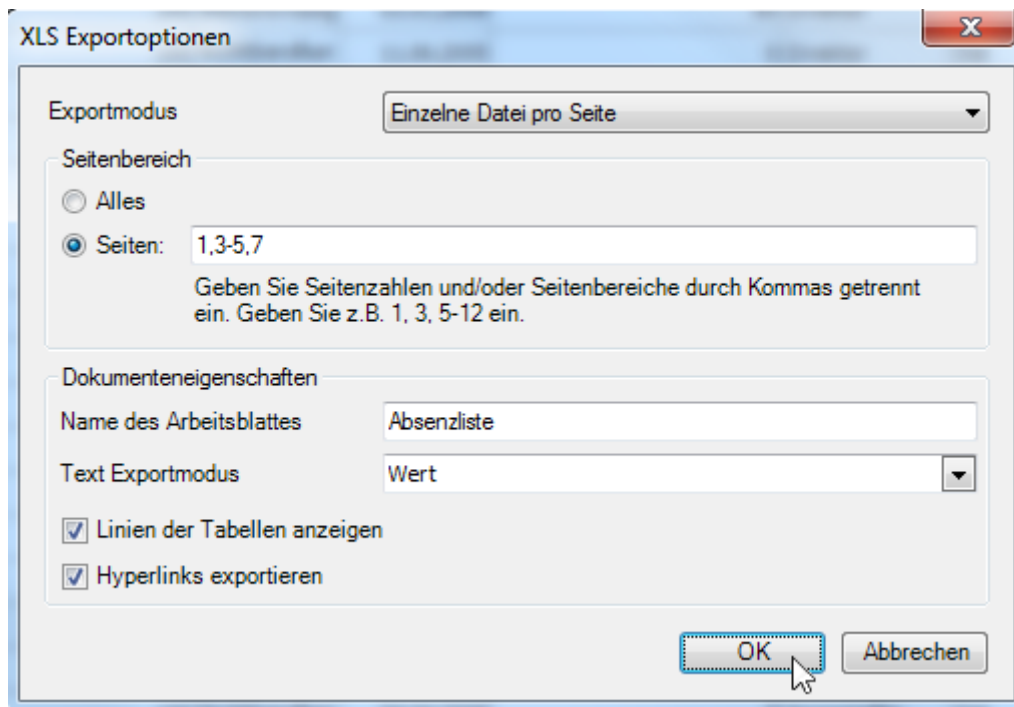 XLS Exportoptionen
Exportmodus
Einzelne Datei pro Seite
Seitenbereich
Alles
Seiten:
1,3-5,7
Geben Sie Seitenzahlen und/oder Seitenbereiche durch Kommas getrennt
ein. Geben Sie z.B. 1, 3, 5-12 ein.
Dokumenteneigenschaften
Name des Arbeitsblattes
Absenzliste
Text Exportmodus
Wert
Linien der Tabellen anzeigen
Hyperlinks exportieren
OK
Abbrechen